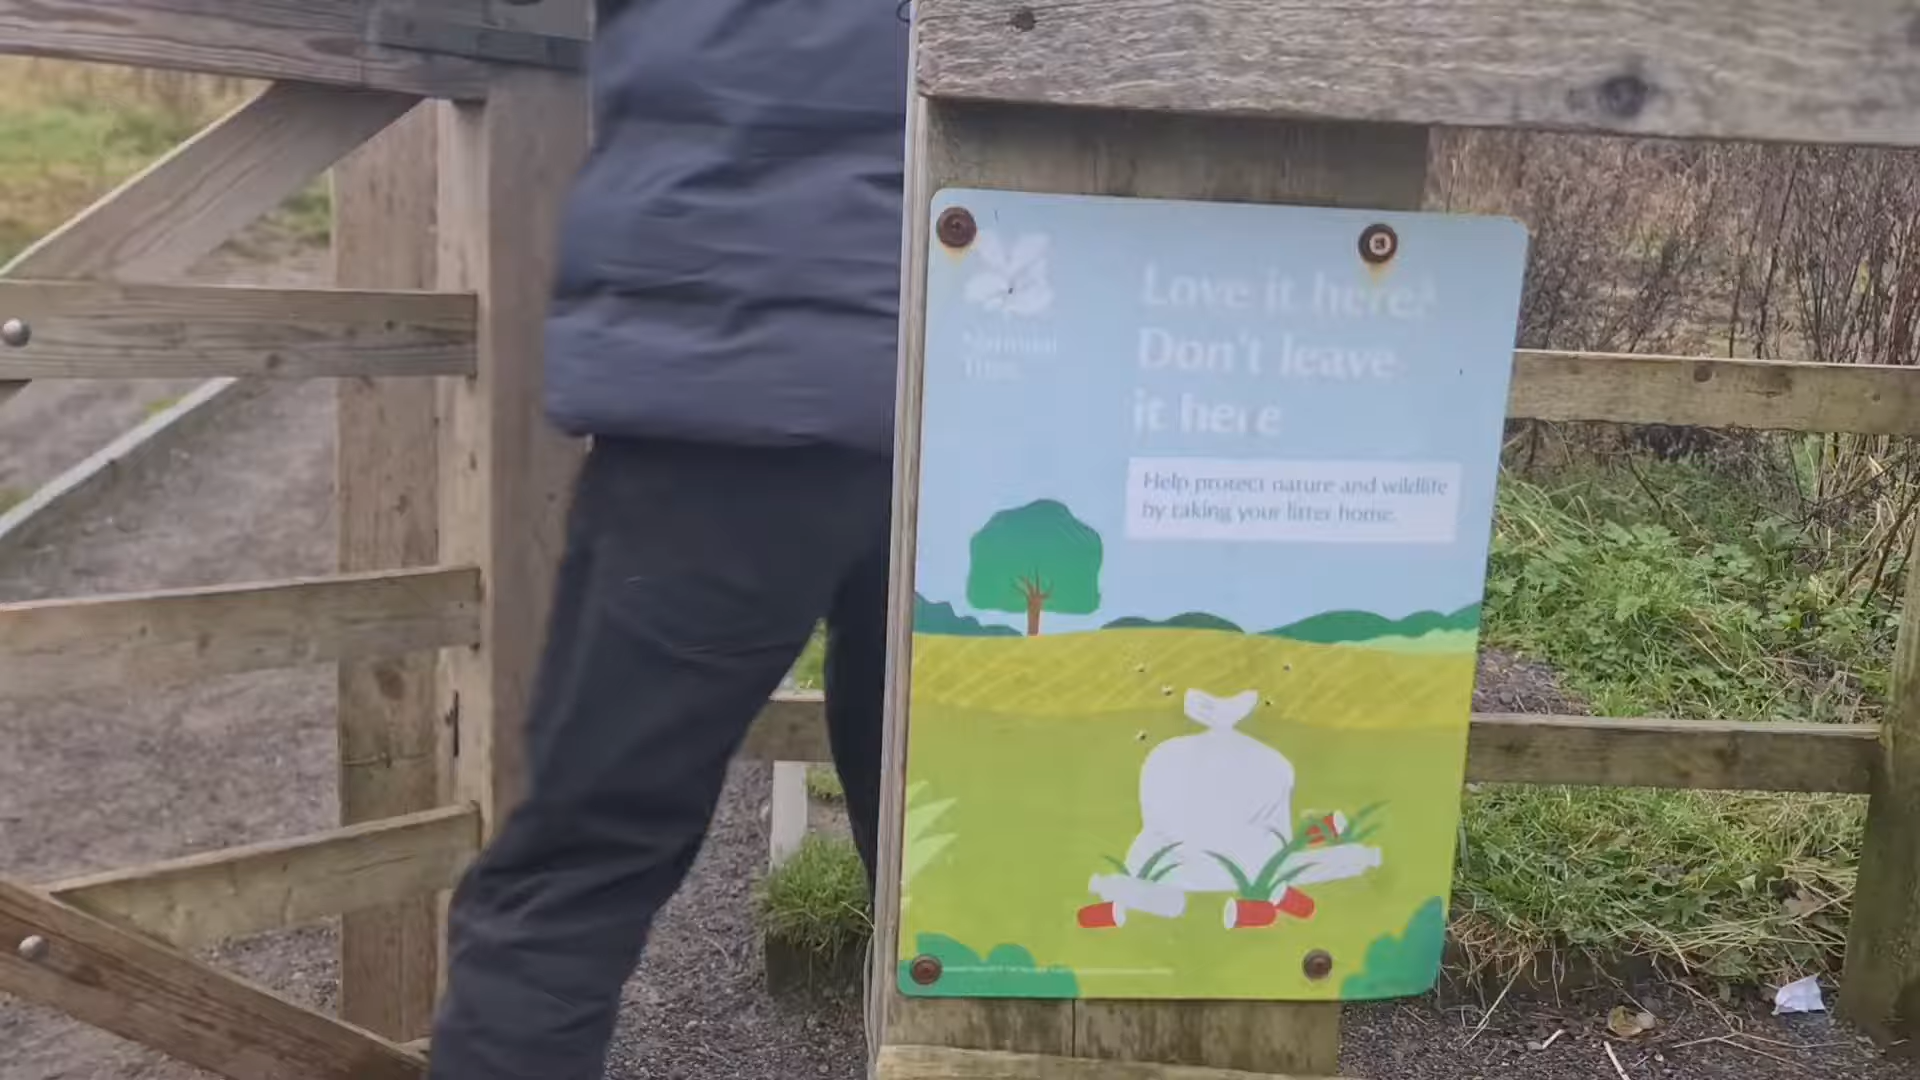 National
Trust
Love it here?
Don't leave
it here
Help protect nature and wildlife
by taking your litter home.